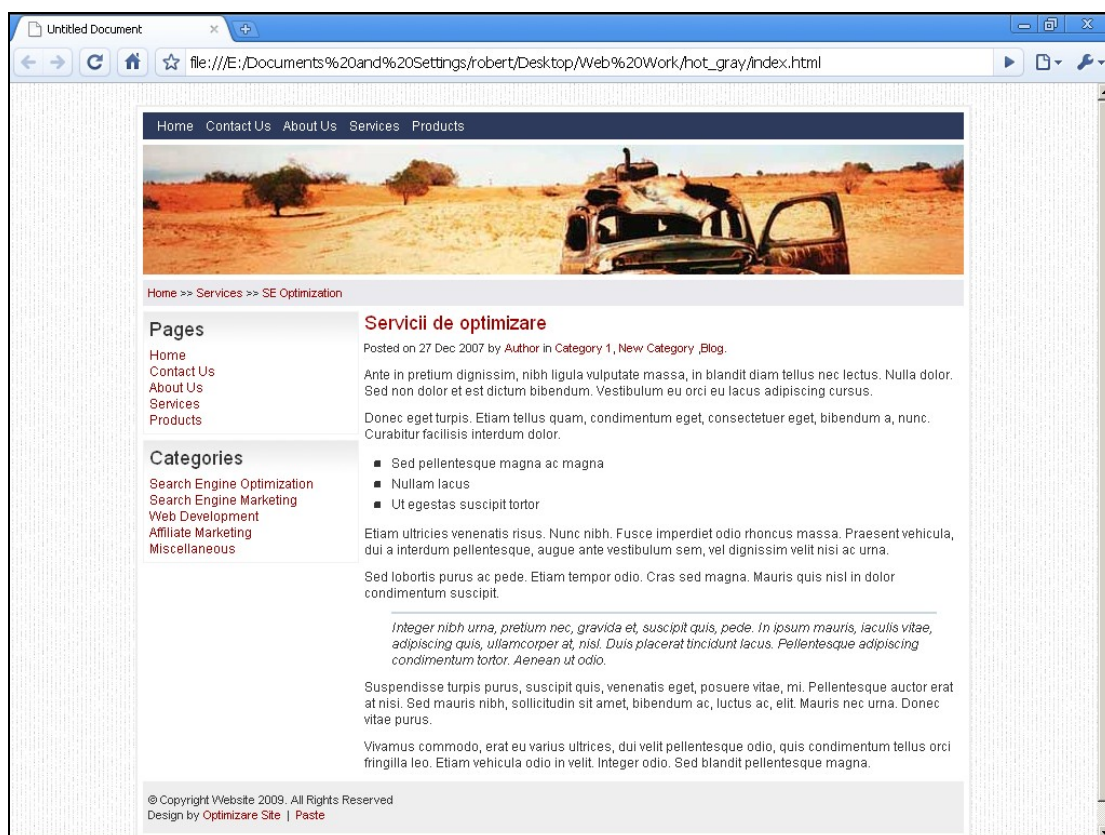 Untitled Document
file:///E:/Documents%20and%20Settings/robert/Desktop/Web%20Work/hot_gray/index.html
Home Contact Us About Us Services Products
Home >> Services >> SE Optimization
Pages
Home
Contact Us
About Us
Services
Products
Categories
Search Engine Optimization
Search Engine Marketing
Web Development
Affiliate Marketing
Miscellaneous
Servicii de optimizare
Posted on 27 Dec 2007 by Author in Category 1, New Category ,Blog.
Ante in pretium dignissim, nibh ligula vulputate massa, in blandit diam tellus nec lectus. Nulla dolor.
Sed non dolor et est dictum bibendum. Vestibulum eu orci eu lacus adipiscing cursus.
Donec eget turpis. Etiam tellus quam, condimentum eget, consectetuer eget, bibendum a, nunc.
Curabitur facilisis interdum dolor.
Sed pellentesque magna ac magna
Nullam lacus
Ut egestas suscipit tortor
Etiam ultricies venenatis risus. Nunc nibh. Fusce imperdiet odio rhoncus massa. Praesent vehicula,
dui a interdum pellentesque, augue ante vestibulum sem, vel dignissim velit nisi ac urna.
Sed lobortis purus ac pede. Etiam tempor odio. Cras sed magna. Mauris quis nisl in dolor
condimentum suscipit.
Integer nibh urna, pretium nec, gravida et, suscipit quis, pede. In ipsum mauris, iaculis vitae,
adipiscing quis, ullamcorper at, nisl. Duis placerat tincidunt lacus. Pellentesque adipiscing
condimentum tortor. Aenean ut odio.
Suspendisse turpis purus, suscipit quis, venenatis eget, posuere vitae, mi. Pellentesque auctor erat
at nisi. Sed mauris nibh, sollicitudin sit amet, bibendum ac, luctus ac, elit. Mauris nec urna. Donec
vitae purus.
Vivamus commodo, erat eu varius ultrices, dui velit pellentesque odio, quis condimentum tellus orci
fringilla leo. Etiam vehicula odio in velit. Integer odio. Sed blandit pellentesque magna.
© Copyright Website 2009. All Rights Reserved
Design by Optimizare Site | Paste